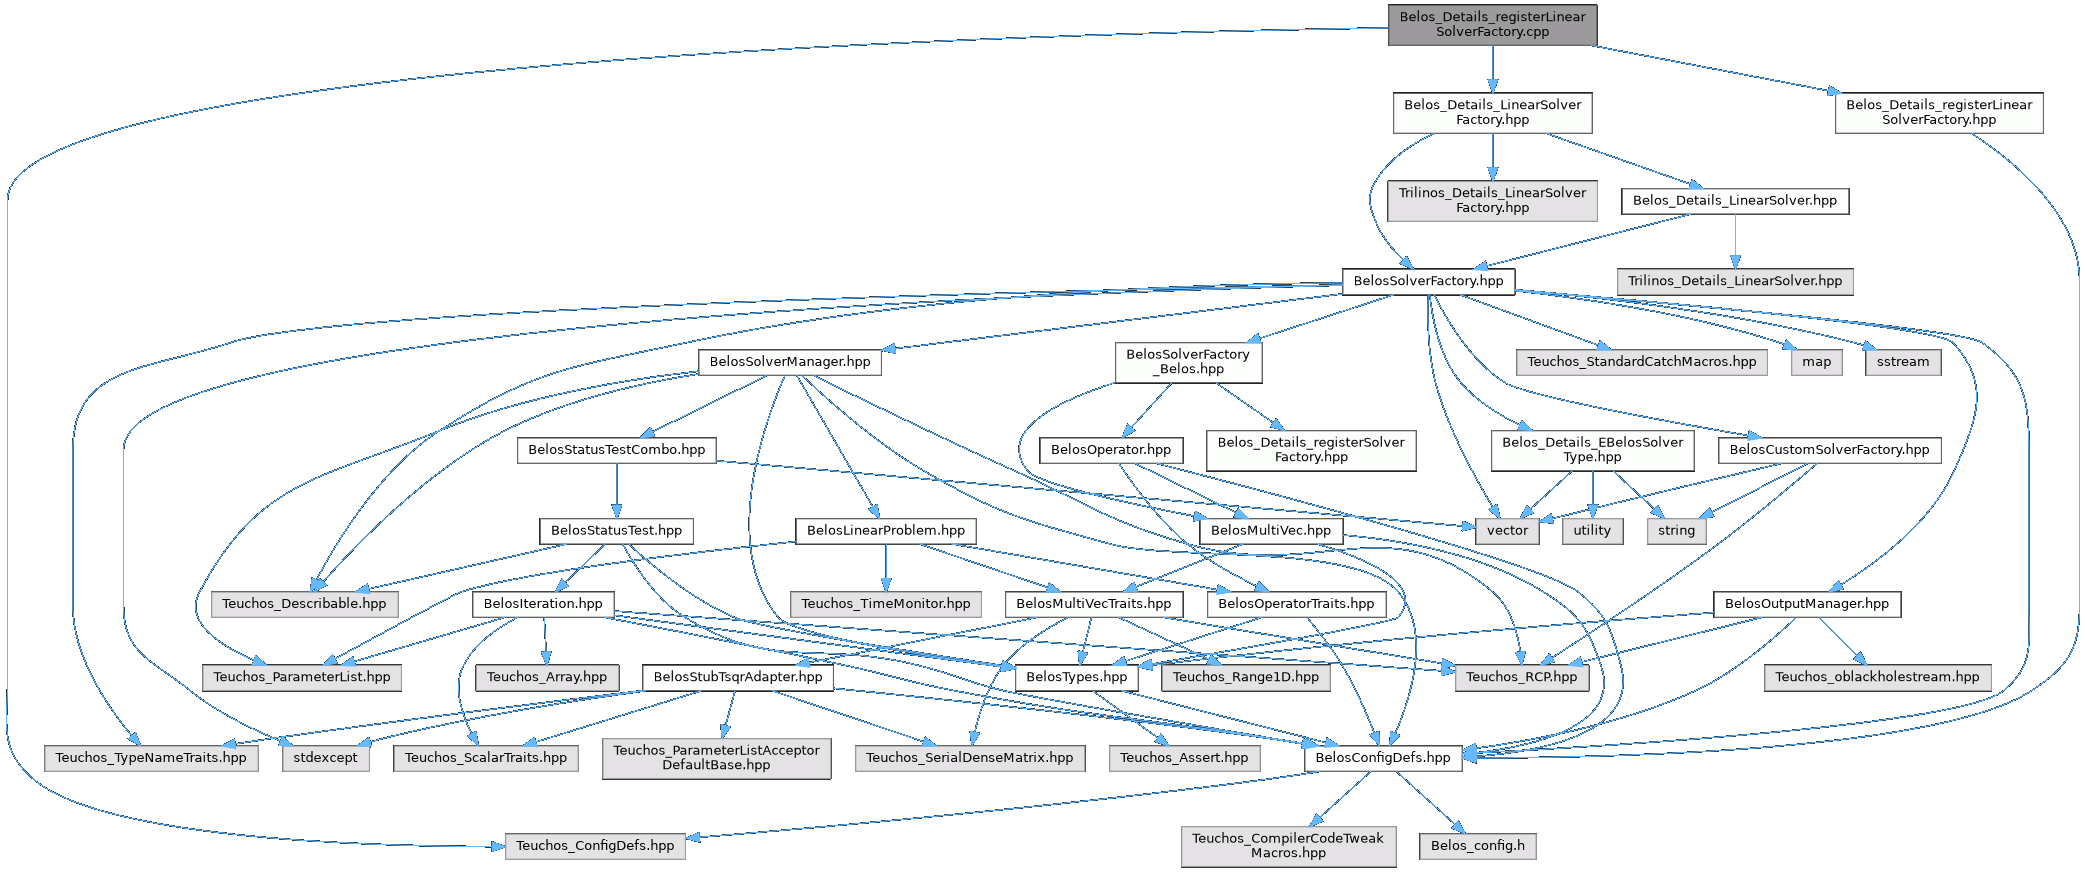 Belos_Details_registerLinear
SolverFactory.cpp
Belos_Details_LinearSolver
Factory.hpp
Belos_Details_registerLinear
SolverFactory.hpp
Trilinos_Details_LinearSolver
Factory.hpp
Belos_Details_LinearSolver.hpp
BelosSolverFactory.hpp
Trilinos_Details_LinearSolver.hpp
BelosSolverManager.hpp
BelosSolverFactory
_Belos.hpp
Teuchos_StandardCatchMacros.hpp
map
sstream
BelosStatusTestCombo.hpp
BelosOperator.hpp
Belos_Details_registerSolver
Factory.hpp
Belos_Details_EBelosSolver
Type.hpp
BelosCustomSolverFactory.hpp
BelosStatusTest.hpp
BelosLinearProblem.hpp
BelosMultiVec.hpp
vector
utility
string
Teuchos_Describable.hpp
BelosIteration.hpp
Teuchos_TimeMonitor.hpp
BelosMultiVecTraits.hpp
BelosOperatorTraits.hpp
BelosOutputManager.hpp
Teuchos_ParameterList.hpp
Teuchos_Array.hpp
BelosStubTsqrAdapter.hpp
BelosTypes.hpp
Teuchos_Range1D.hpp
Teuchos_RCP.hpp
Teuchos_oblackholestream.hpp
Teuchos_TypeNameTraits.hpp
stdexcept
Teuchos_ScalarTraits.hpp
Teuchos_ParameterListAcceptor
DefaultBase.hpp
Teuchos_SerialDenseMatrix.hpp
Teuchos_Assert.hpp
BelosConfigDefs.hpp
Teuchos_ConfigDefs.hpp
Teuchos_CompilerCodeTweak
Macros.hpp
Belos_config.h